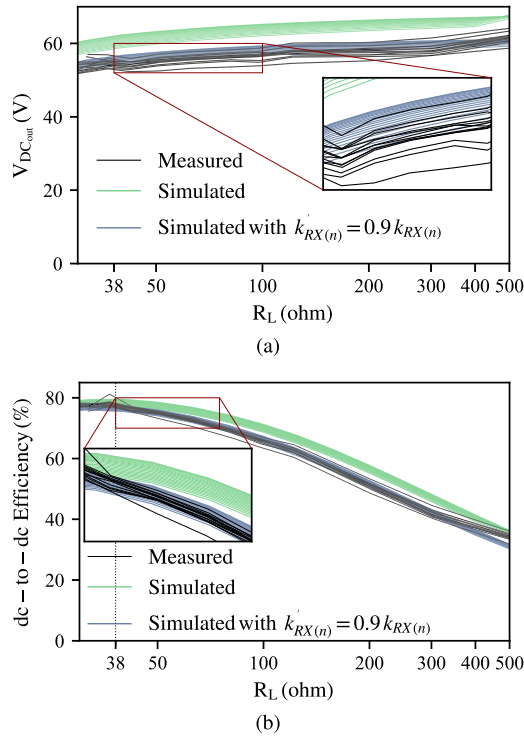 60
40
20
0
V_DC_out (V)
Measured
Simulated
Simulated with k'_RX(n) = 0.9 k_RX(n)
38 50 100 200 300 400 500
R_L (ohm)
(a)
80
60
40
20
0
dc − to − dc Efficiency (%)
Measured
Simulated
Simulated with k'_RX(n) = 0.9 k_RX(n)
38 50 100 200 300 400 500
R_L (ohm)
(b)